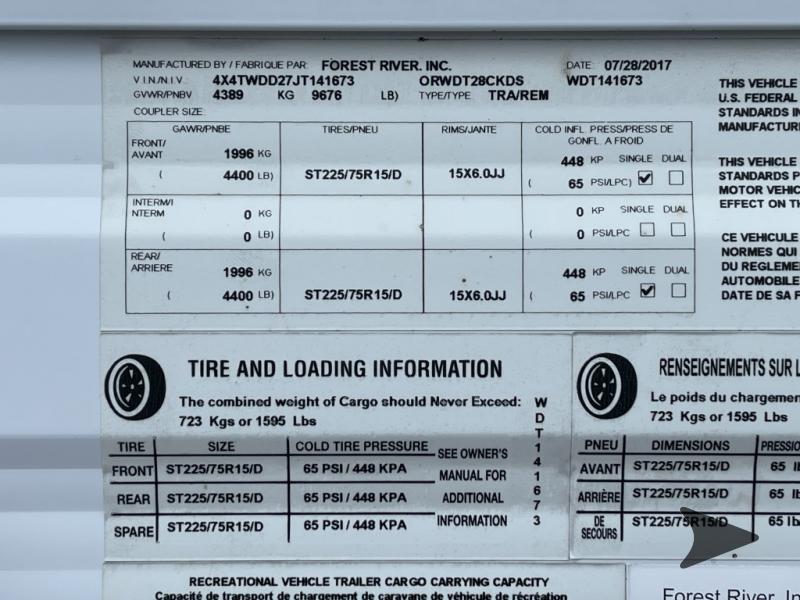 MANUFACTURED BY / FABRIQUE PAR: FOREST RIVER. INC. DATE: 07/28/2017
V I N/N I V 4X4TWDD27JT141673 ORWDT28CKDS WDT141673
GVWR/PNBV 4389 KG 9676 LB) TYPE/TYPE: TRA/REM
COUPLER SIZE:
GAWR/PNBE TIRES/PNEU RIMS/JANTE COLD INFL. PRESS/PRESS DE
GONFL. A FROID
FRONT/
AVANT 1996 KG 448 KP SINGLE DUAL
( 4400 LB) ST225/75R15/D 15X6.0JJ ( 65 PSI/LPC)
INTERM/I
NTERM 0 KG 0 KP SINGLE DUAL
( 0 LB) ( 0 PSI/LPC
REAR/
ARRIERE 1996 KG 448 KP SINGLE DUAL
( 4400 LB) ST225/75R15/D 15X6.0JJ ( 65 PSI/LPC
THIS VEHICLE
U.S. FEDERAL
STANDARDS IN
MANUFACTURE
THIS VEHICLE
STANDARDS P
MOTOR VEHIC
EFFECT ON TH
CE VEHICULE
NORMES QUI
DU REGLEME
AUTOMOBILE
DATE DE SA F
TIRE AND LOADING INFORMATION
The combined weight of Cargo should Never Exceed:
723 Kgs or 1595 Lbs
TIRE SIZE COLD TIRE PRESSURE
FRONT ST225/75R15/D 65 PSI / 448 KPA
REAR ST225/75R15/D 65 PSI / 448 KPA
SPARE ST225/75R15/D 65 PSI / 448 KPA
SEE OWNER'S
MANUAL FOR
ADDITIONAL
INFORMATION
WDT141673
RENSEIGNEMENTS SUR L
Le poids du chargemen
723 Kgs or 1595 Lbs
PNEU DIMENSIONS PRESSION
AVANT ST225/75R15/D 65 lb
ARRIÈRE ST225/75R15/D 65 lb
DE
SECOURS ST225/75R15/D 65 lb
RECREATIONAL VEHICLE TRAILER CARGO CARRYING CAPACITY
Capacité de transport de chargement de caravane de véhicule de récréation
Forest River, In